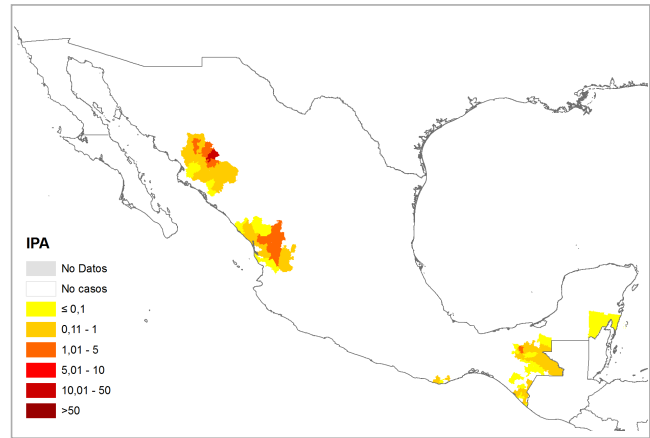 IPA
No Datos
No casos
≤ 0,1
0,11 - 1
1,01 - 5
5,01 - 10
10,01 - 50
>50